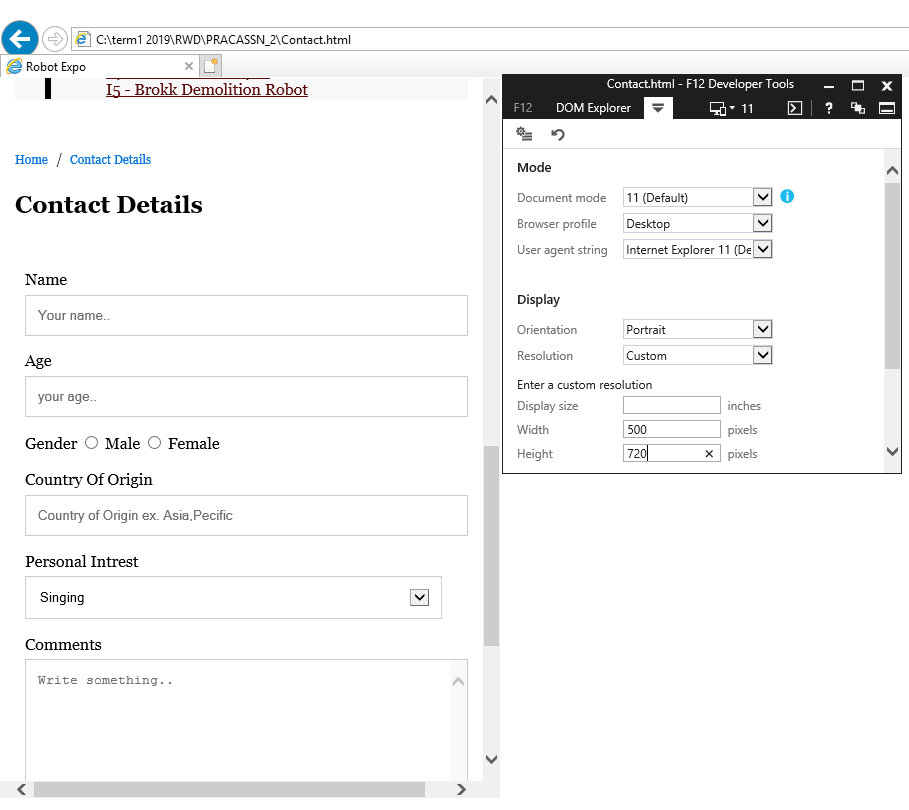 C:\term1 2019\RWD\PRACASSN_2\Contact.html
Robot Expo
I5 - Brokk Demolition Robot
Home / Contact Details
Contact Details
Name
Your name..
Age
your age..
Gender Male Female
Country Of Origin
Country of Origin ex. Asia,Pecific
Personal Intrest
Singing
Comments
Write something..
Contact.html - F12 Developer Tools
F12 DOM Explorer 11 ?
Mode
Document mode 11 (Default)
Browser profile Desktop
User agent string Internet Explorer 11 (De
Display
Orientation Portrait
Resolution Custom
Enter a custom resolution
Display size inches
Width 500 pixels
Height 720 pixels